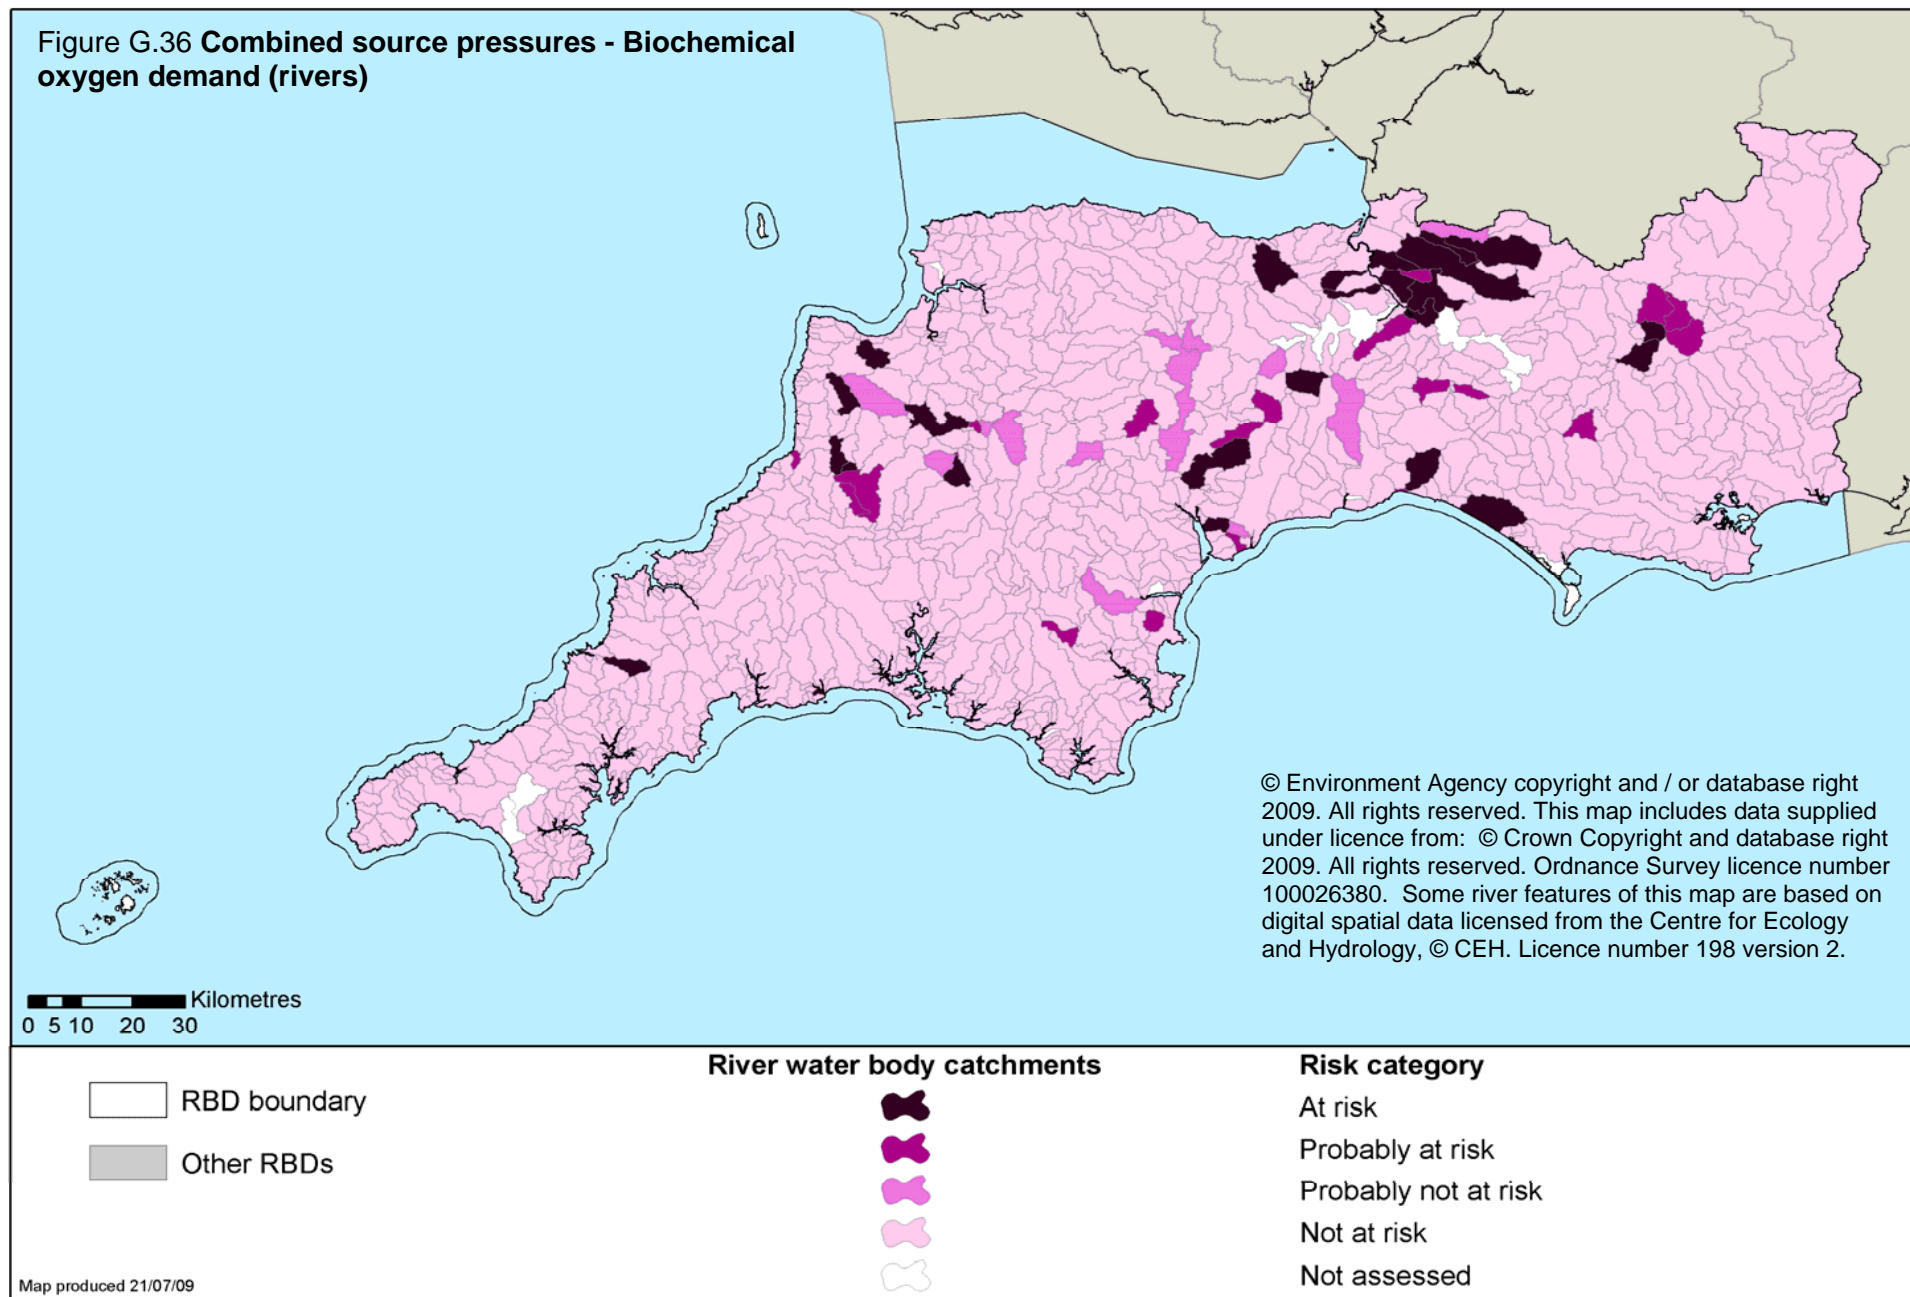 Figure G.36 Combined source pressures - Biochemical
oxygen demand (rivers)
© Environment Agency copyright and / or database right
2009. All rights reserved. This map includes data supplied
under licence from:  © Crown Copyright and database right
2009. All rights reserved. Ordnance Survey licence number
100026380.  Some river features of this map are based on
digital spatial data licensed from the Centre for Ecology
and Hydrology, © CEH. Licence number 198 version 2.
Kilometres
0 5 10 20 30
RBD boundary
Other RBDs
River water body catchments
Risk category
At risk
Probably at risk
Probably not at risk
Not at risk
Not assessed
Map produced 21/07/09